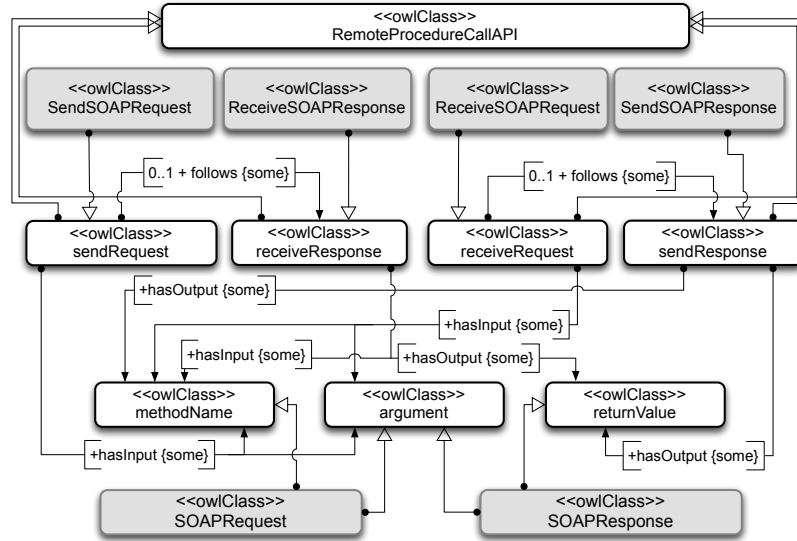 <<owlClass>>
RemoteProcedureCallAPI
<<owlClass>>
SendSOAPRequest
<<owlClass>>
ReceiveSOAPResponse
<<owlClass>>
ReceiveSOAPRequest
<<owlClass>>
SendSOAPResponse
0..1 + follows {some}
0..1 + follows {some}
<<owlClass>>
sendRequest
<<owlClass>>
receiveResponse
<<owlClass>>
receiveRequest
<<owlClass>>
sendResponse
+hasOutput {some}
+hasInput {some}
+hasInput {some}
+hasOutput {some}
<<owlClass>>
methodName
<<owlClass>>
argument
<<owlClass>>
returnValue
+hasInput {some}
+hasOutput {some}
<<owlClass>>
SOAPRequest
<<owlClass>>
SOAPResponse